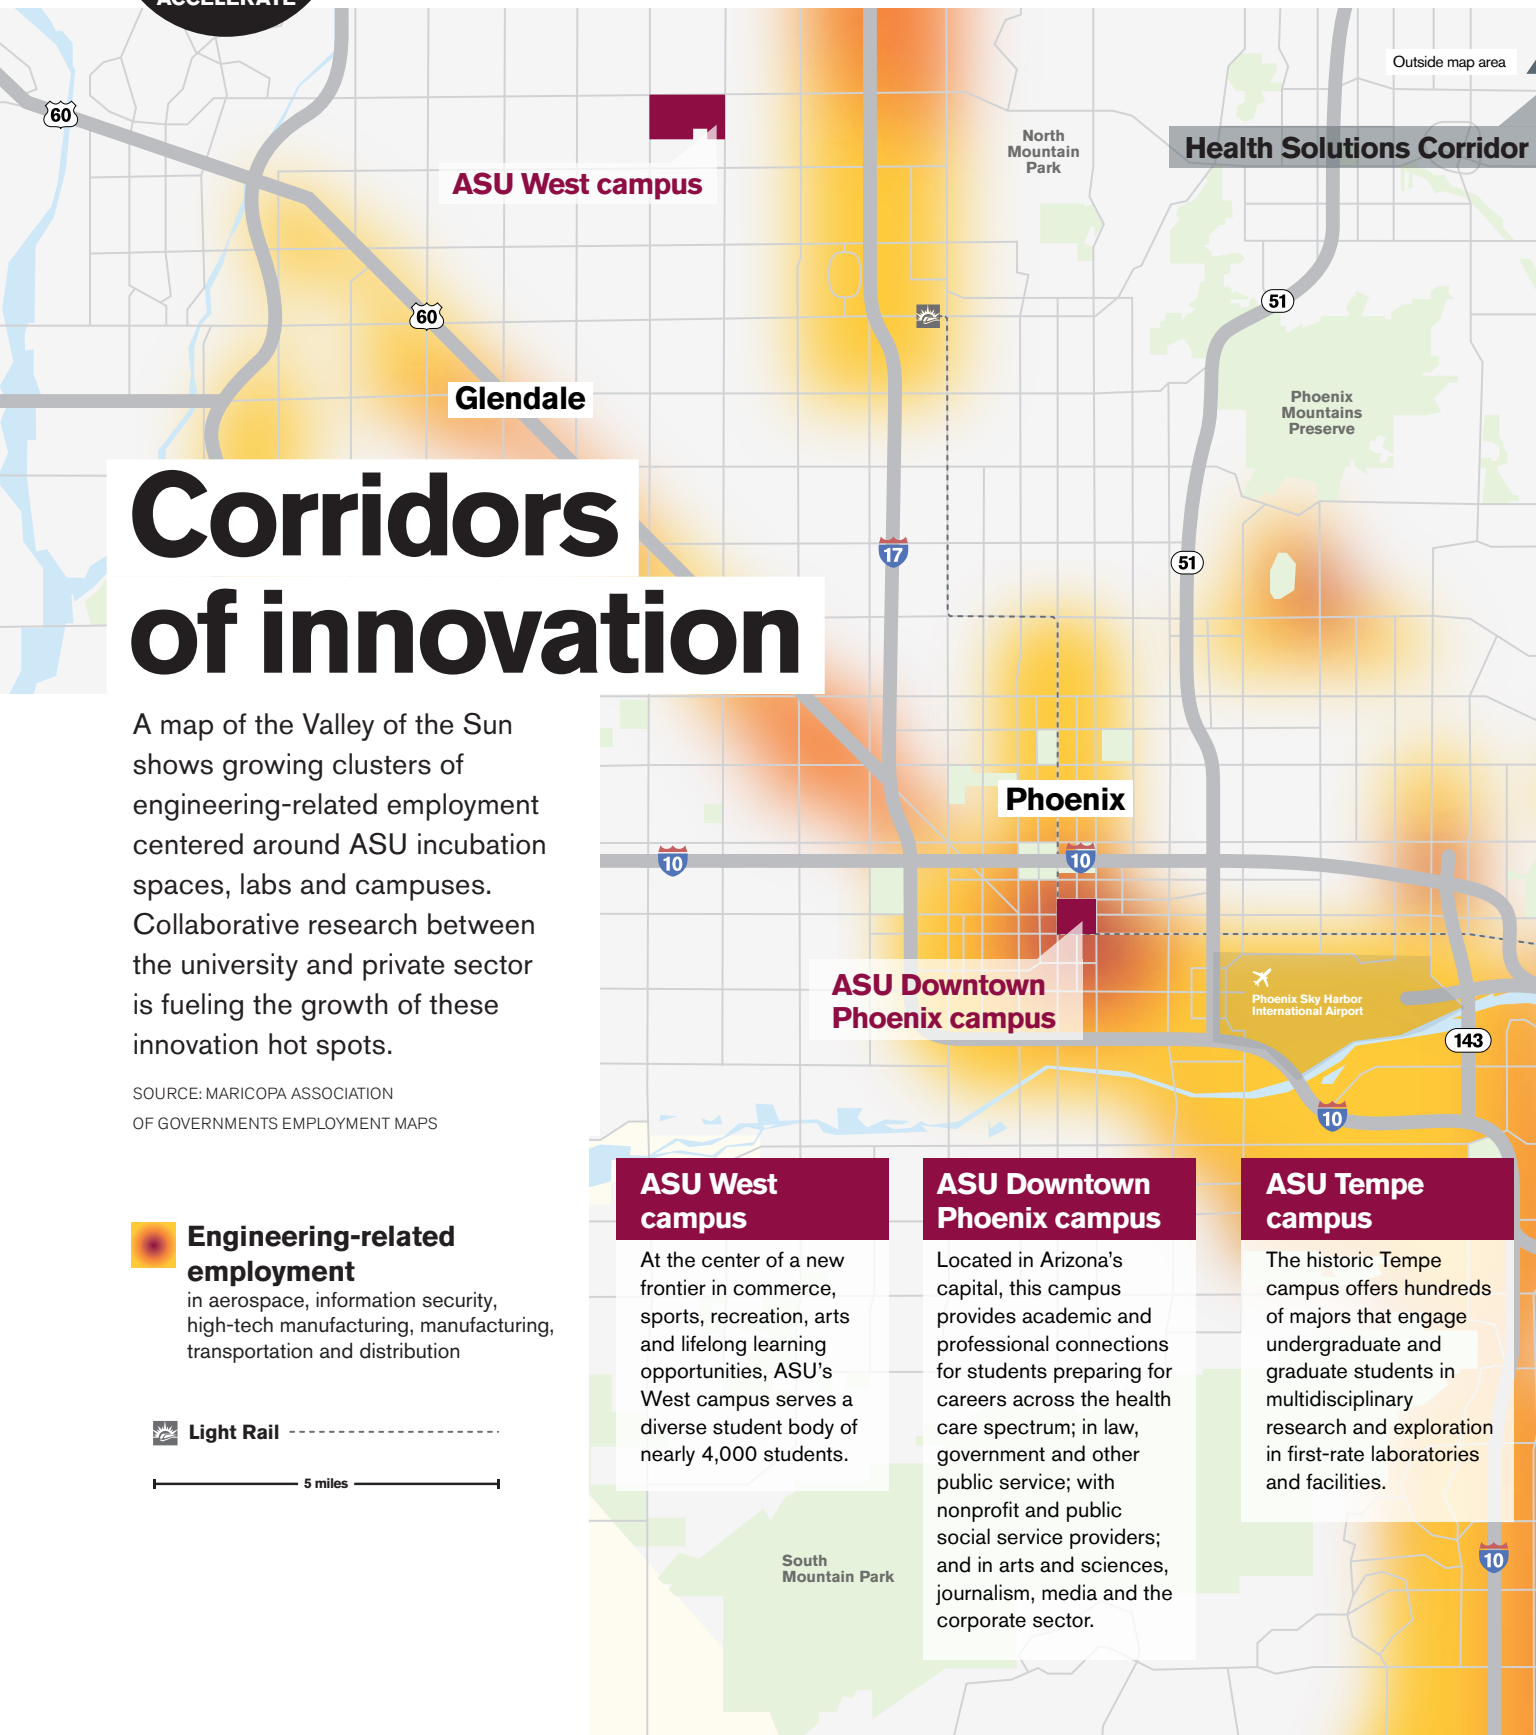 ACCELERATE
Outside map area
60
North
Mountain
Park
Health Solutions Corridor
ASU West campus
51
60
Glendale
Phoenix
Mountains
Preserve
Corridors
of innovation
17
51
A map of the Valley of the Sun
shows growing clusters of
engineering-related employment
centered around ASU incubation
spaces, labs and campuses.
Collaborative research between
the university and private sector
is fueling the growth of these
innovation hot spots.
SOURCE: MARICOPA ASSOCIATION
OF GOVERNMENTS EMPLOYMENT MAPS
Phoenix
10
10
ASU Downtown
Phoenix campus
Phoenix Sky Harbor
International Airport
143
10
Engineering-related
employment
in aerospace, information security,
high-tech manufacturing, manufacturing,
transportation and distribution
Light Rail
5 miles
ASU West
campus
At the center of a new
frontier in commerce,
sports, recreation, arts
and lifelong learning
opportunities, ASU's
West campus serves a
diverse student body of
nearly 4,000 students.
ASU Downtown
Phoenix campus
Located in Arizona's
capital, this campus
provides academic and
professional connections
for students preparing for
careers across the health
care spectrum; in law,
government and other
public service; with
nonprofit and public
social service providers;
and in arts and sciences,
journalism, media and the
corporate sector.
ASU Tempe
campus
The historic Tempe
campus offers hundreds
of majors that engage
undergraduate and
graduate students in
multidisciplinary
research and exploration
in first-rate laboratories
and facilities.
South
Mountain Park
10